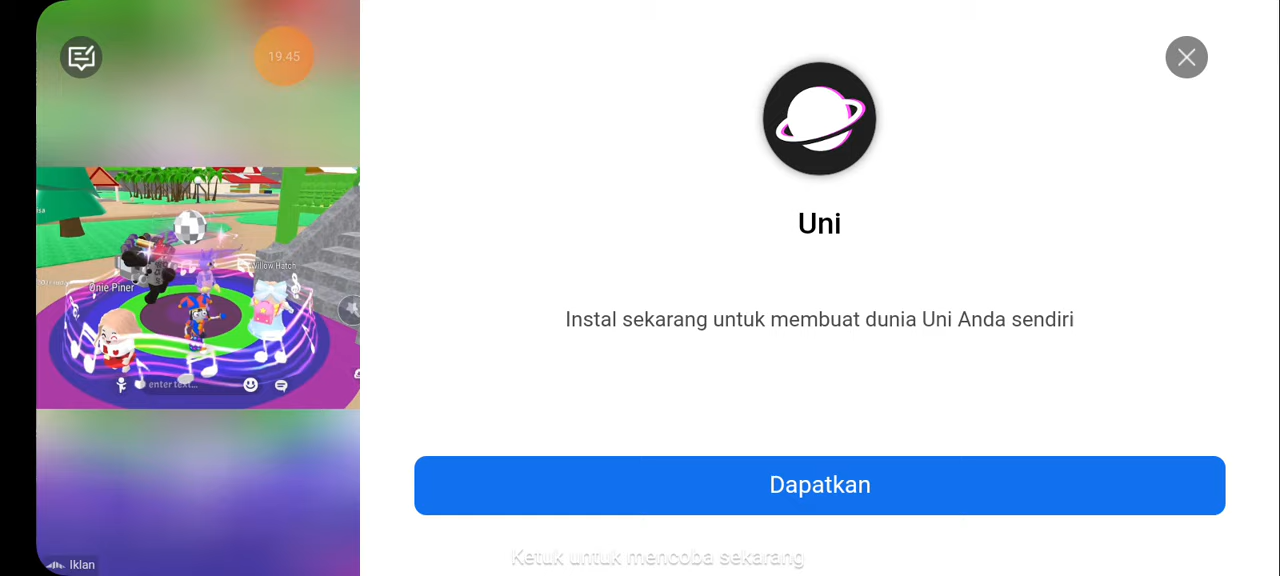 19.45
Willow Hatch
Onie Piner
enter text...
Iklan
Uni
Instal sekarang untuk membuat dunia Uni Anda sendiri
Dapatkan
Ketuk untuk mencoba sekarang